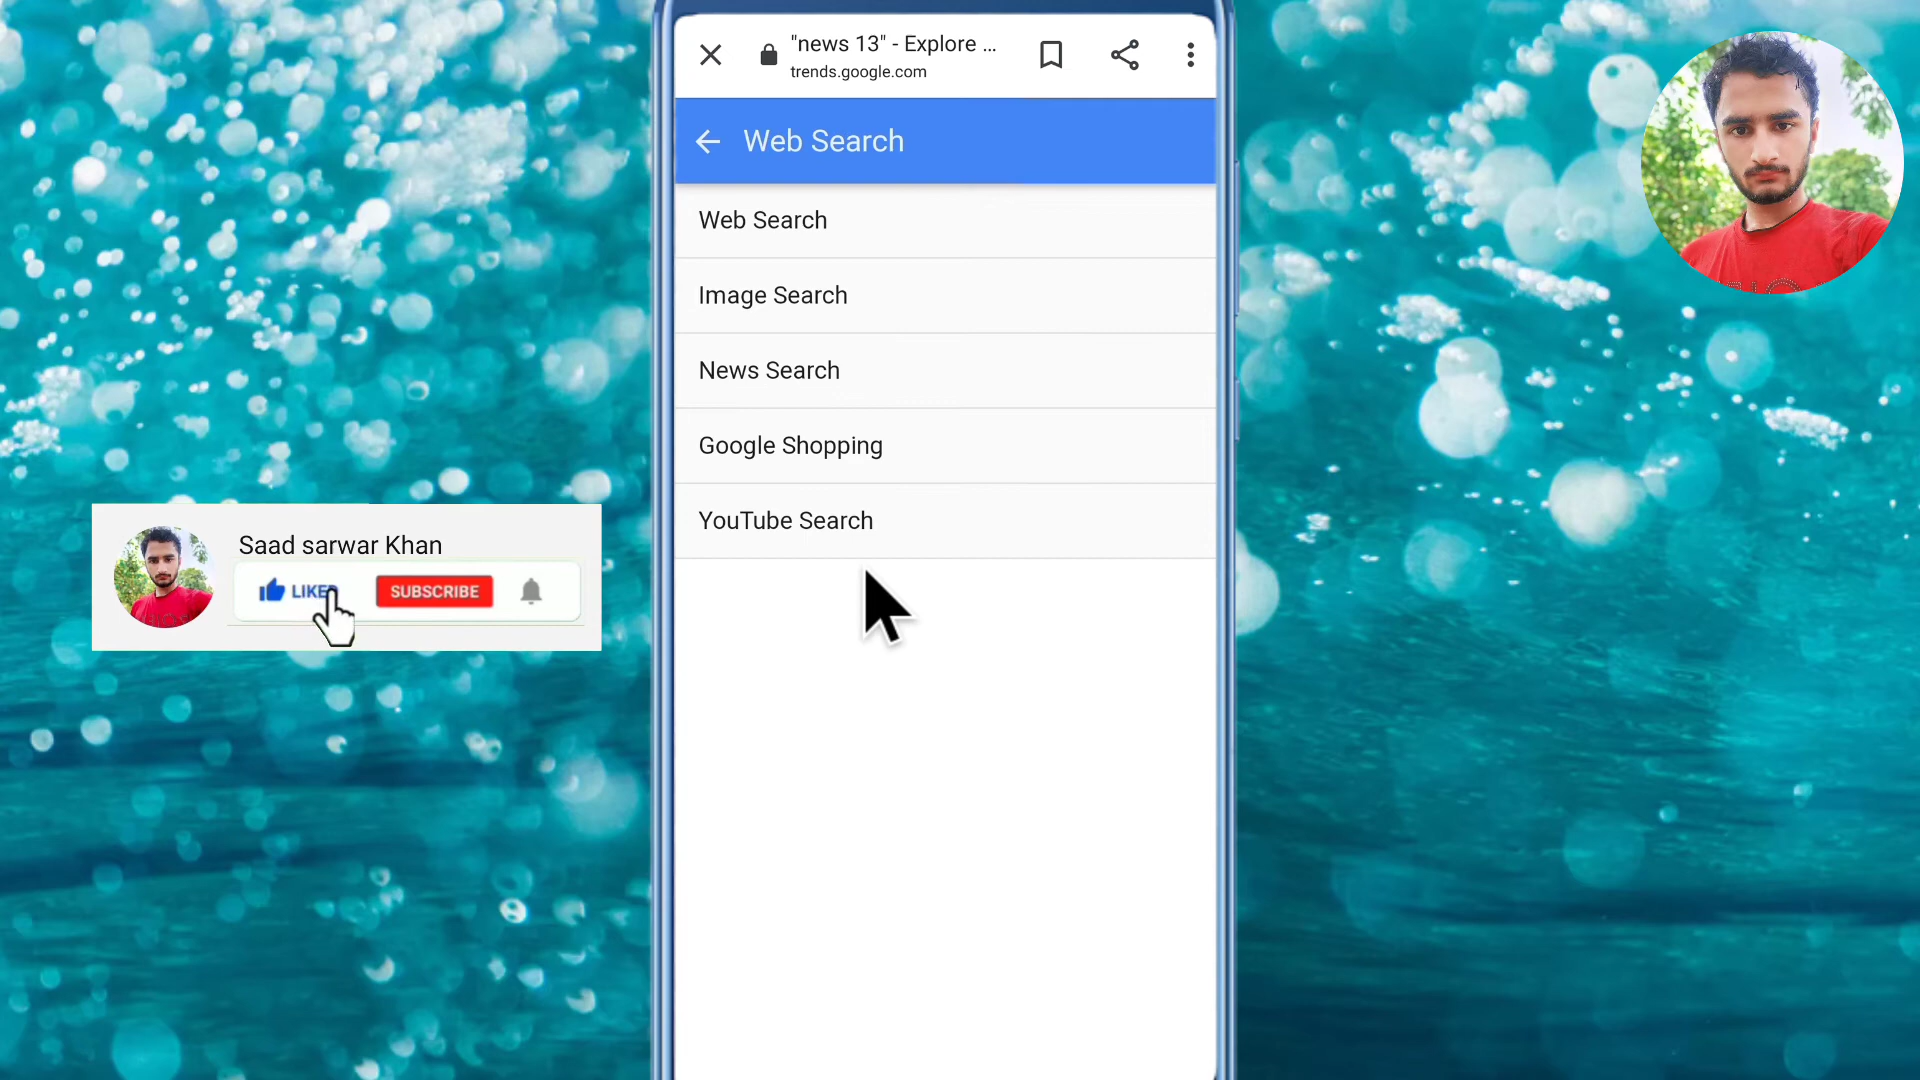 "news 13" - Explore ...
trends.google.com
Web Search
Web Search
Image Search
News Search
Google Shopping
YouTube Search
Saad sarwar Khan
SUBSCRIBE